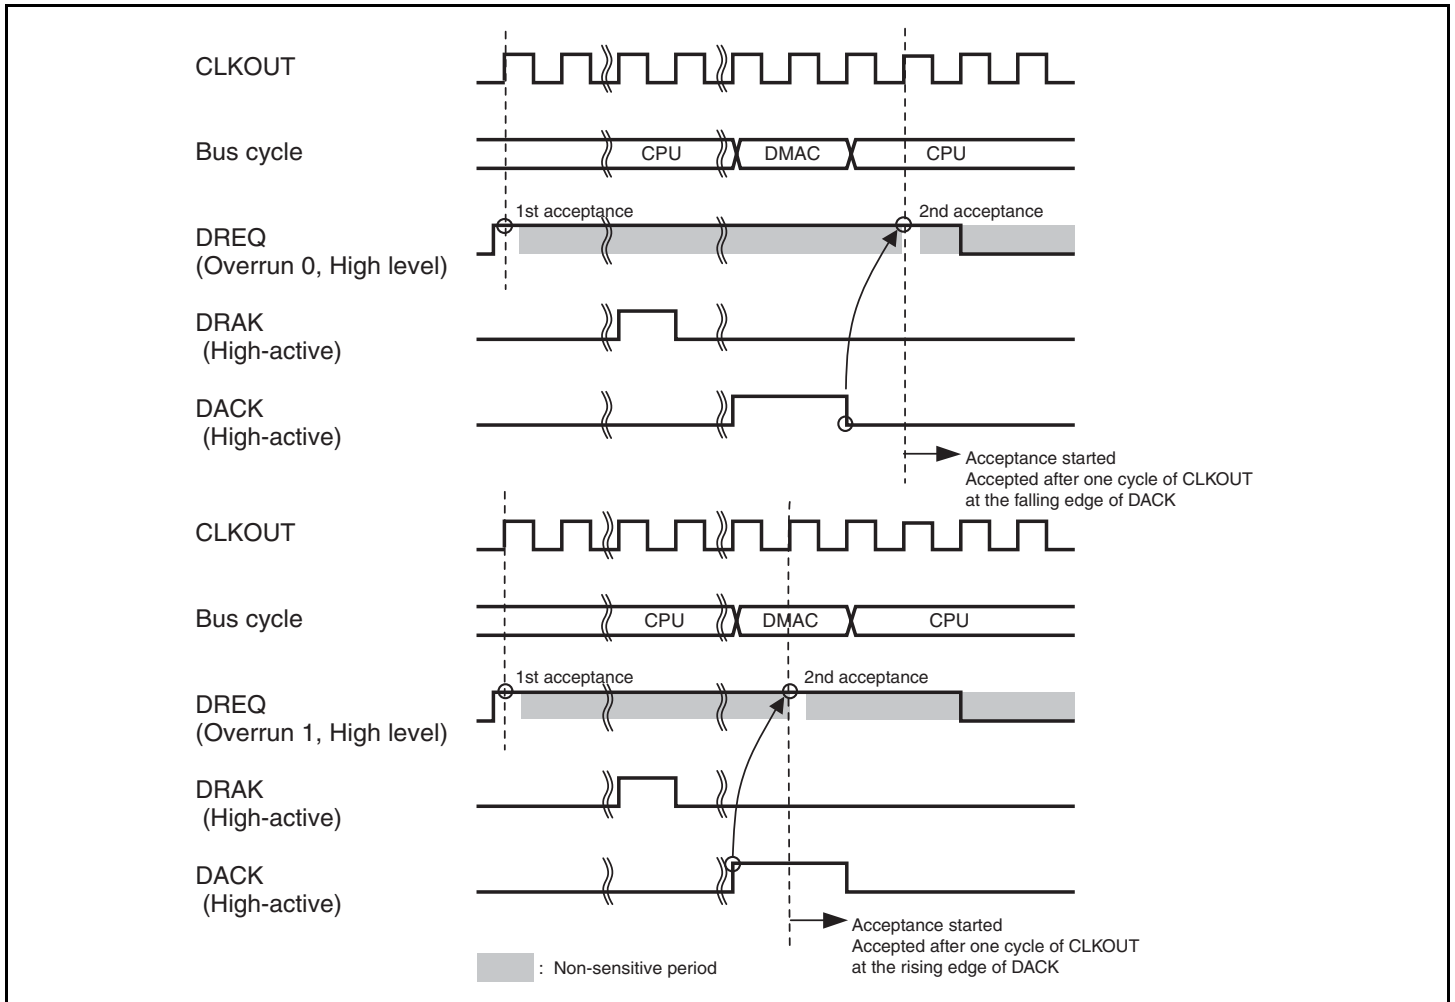 CLKOUT
Bus cycle
CPU
DMAC
CPU
1st acceptance
2nd acceptance
DREQ
(Overrun 0, High level)
DRAK
(High-active)
DACK
(High-active)
Acceptance started
Accepted after one cycle of CLKOUT
at the falling edge of DACK
CLKOUT
Bus cycle
CPU
DMAC
CPU
1st acceptance
2nd acceptance
DREQ
(Overrun 1, High level)
DRAK
(High-active)
DACK
(High-active)
Acceptance started
Accepted after one cycle of CLKOUT
at the rising edge of DACK
: Non-sensitive period